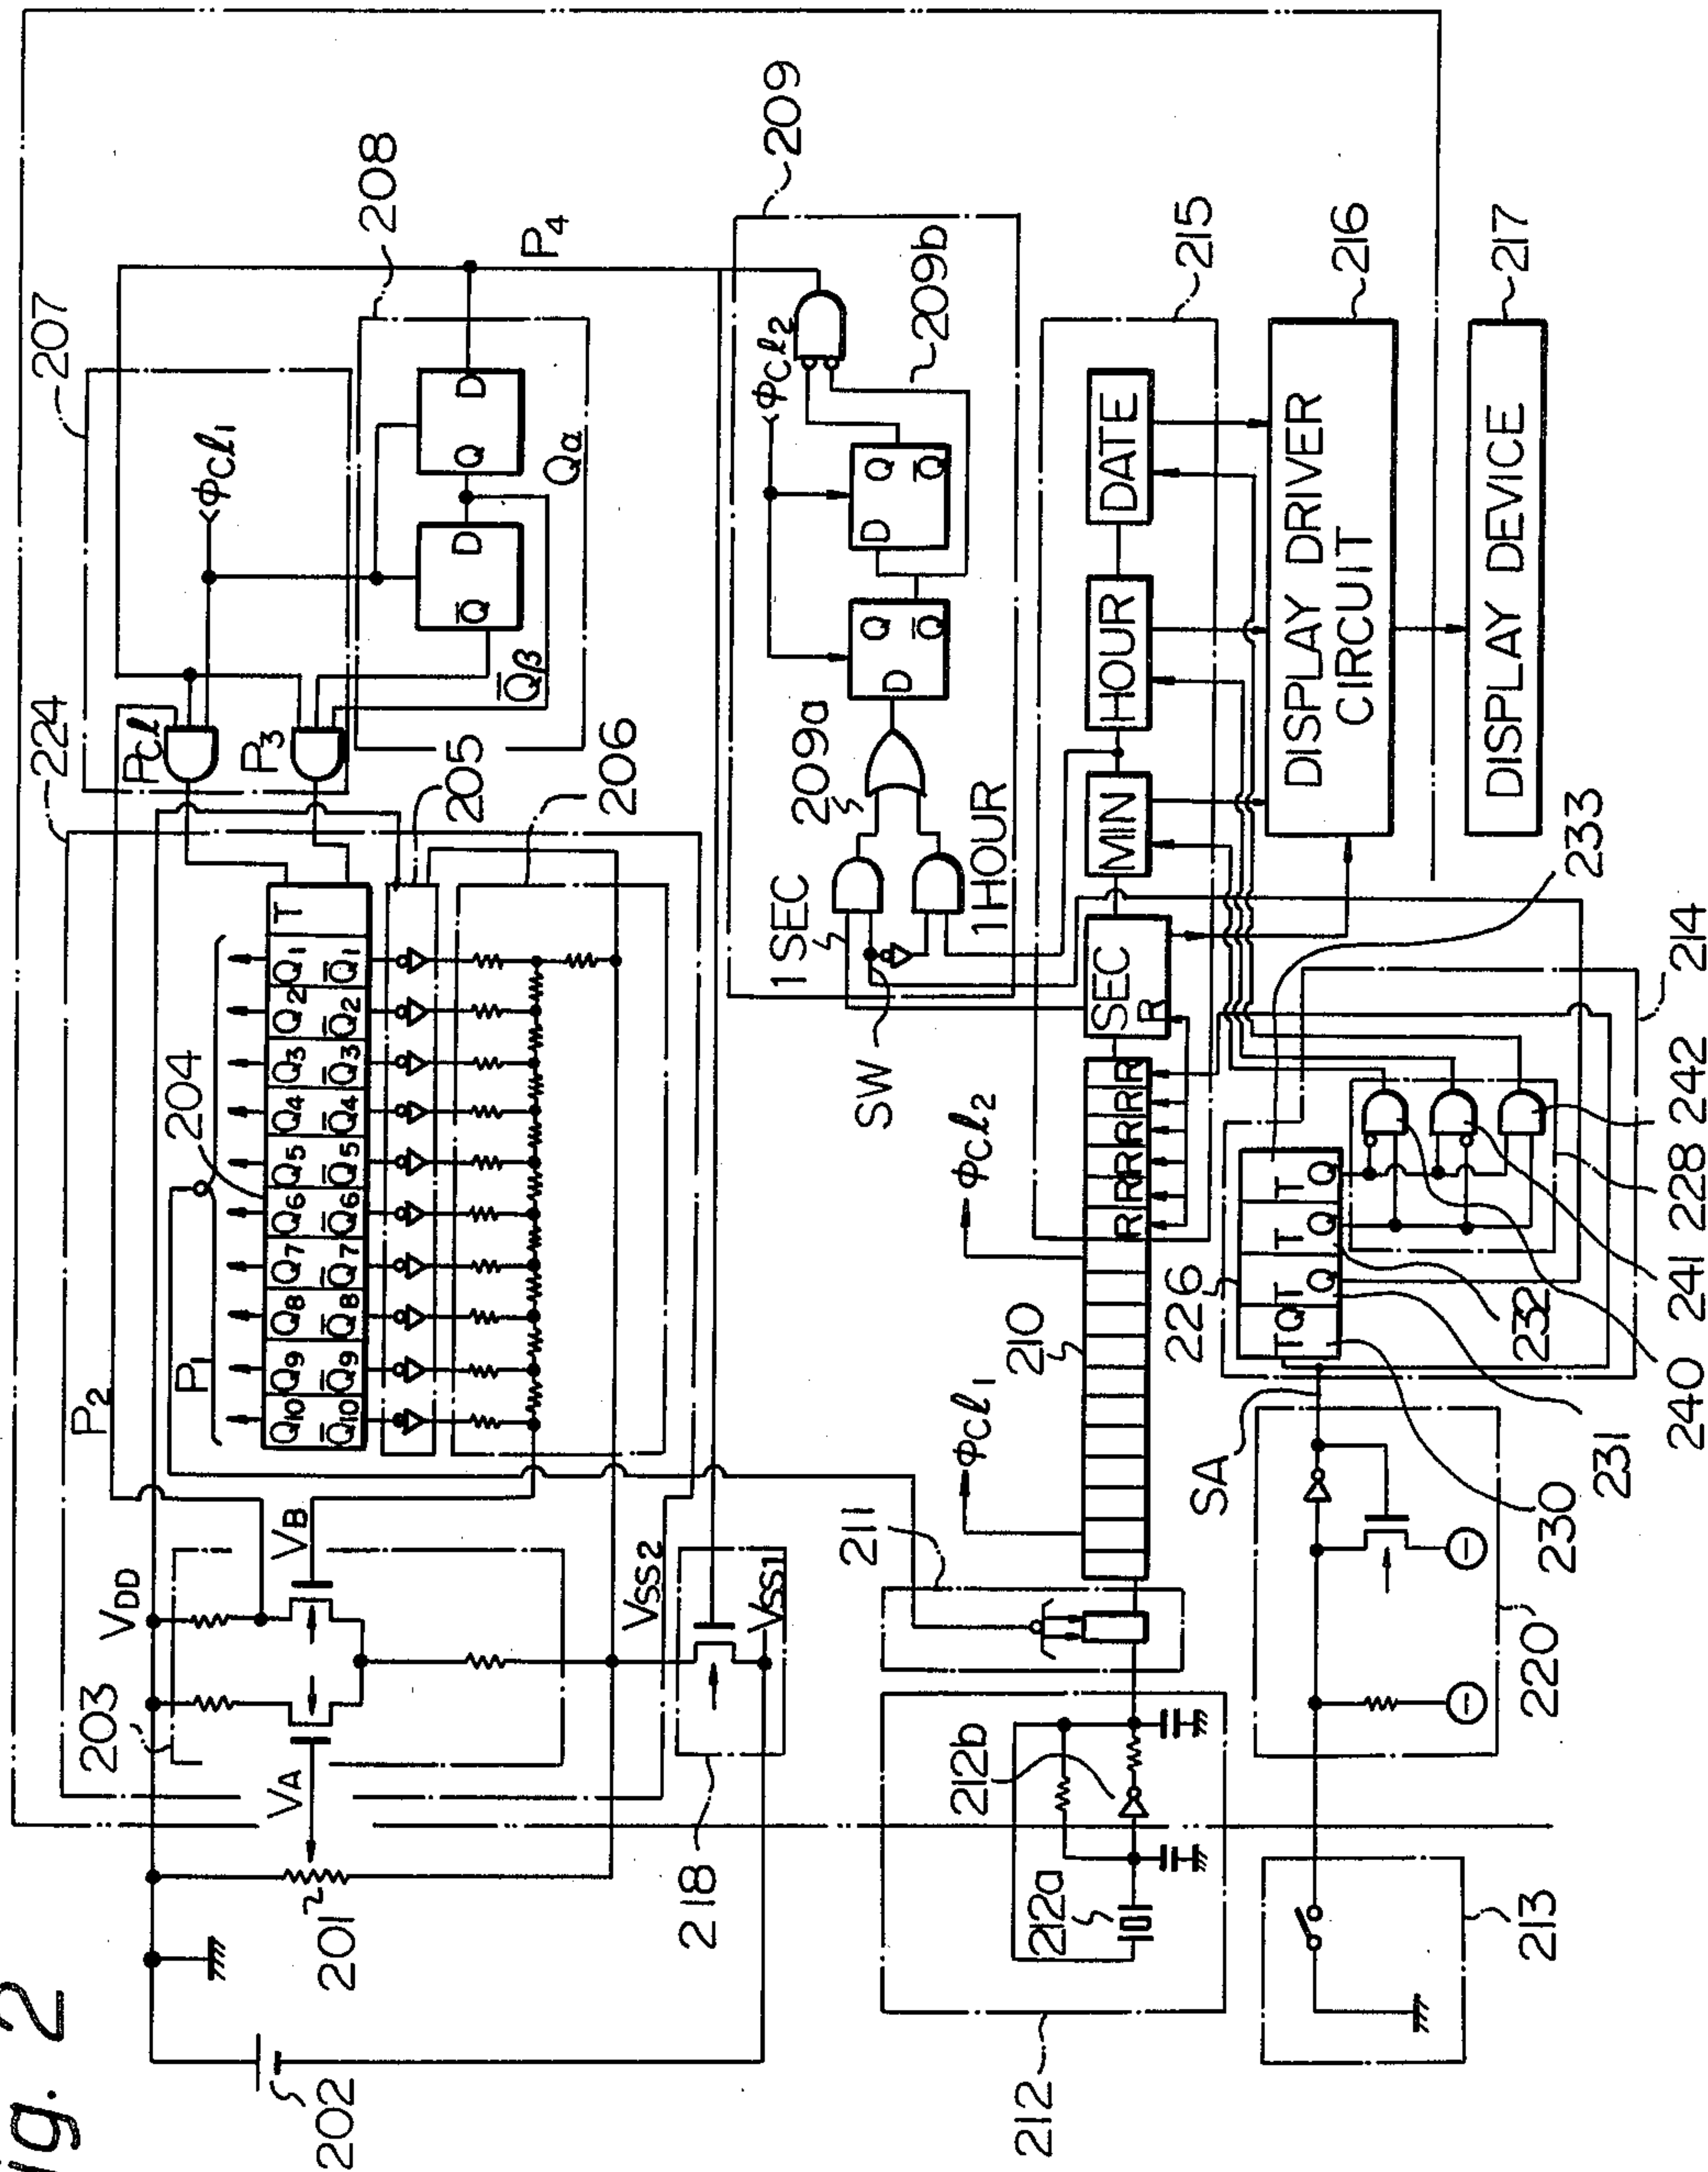 Fig. 2
207
224
P2
P1
204
PCl
P3
φCl1
208
P4
VDD
203
VA
VB
202
201
Q10 Q9 Q8 Q7 Q6 Q5 Q4 Q3 Q2 Q1 T
Q̅10 Q̅9 Q̅8 Q̅7 Q̅6 Q̅5 Q̅4 Q̅3 Q̅2 Q̅1
Q̅ D
Q D
Q̅β
Qα
205
206
VSS2
218
VSS1
209
209a
209b
φCl2
1 SEC
1 HOUR
SW
D Q Q̅
D Q Q̅
211
φCl1
φCl2
210
212
212a
212b
R R R R R R
SEC
R
MIN
HOUR
DATE
215
DISPLAY DRIVER
CIRCUIT
216
DISPLAY DEVICE
217
SA
226
T Q
T Q
T Q
T Q
233
213
220
230
231
232
240
241
228
242
214